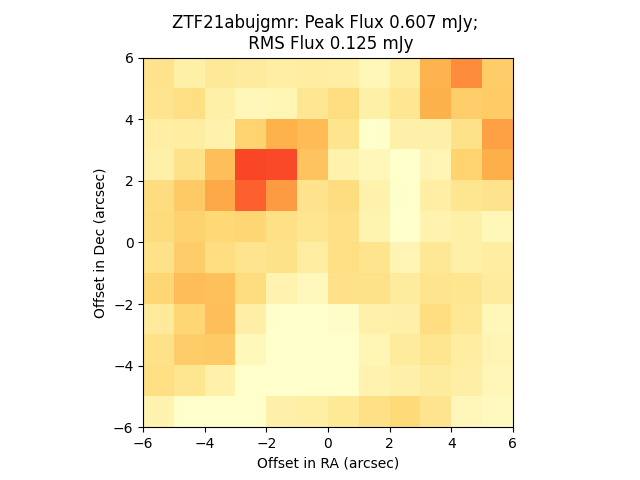 ZTF21abujgmr: Peak Flux 0.607 mJy;
RMS Flux 0.125 mJy
6
4
2
0
−2
−4
−6
Offset in Dec (arcsec)
−6 −4 −2 0 2 4 6
Offset in RA (arcsec)